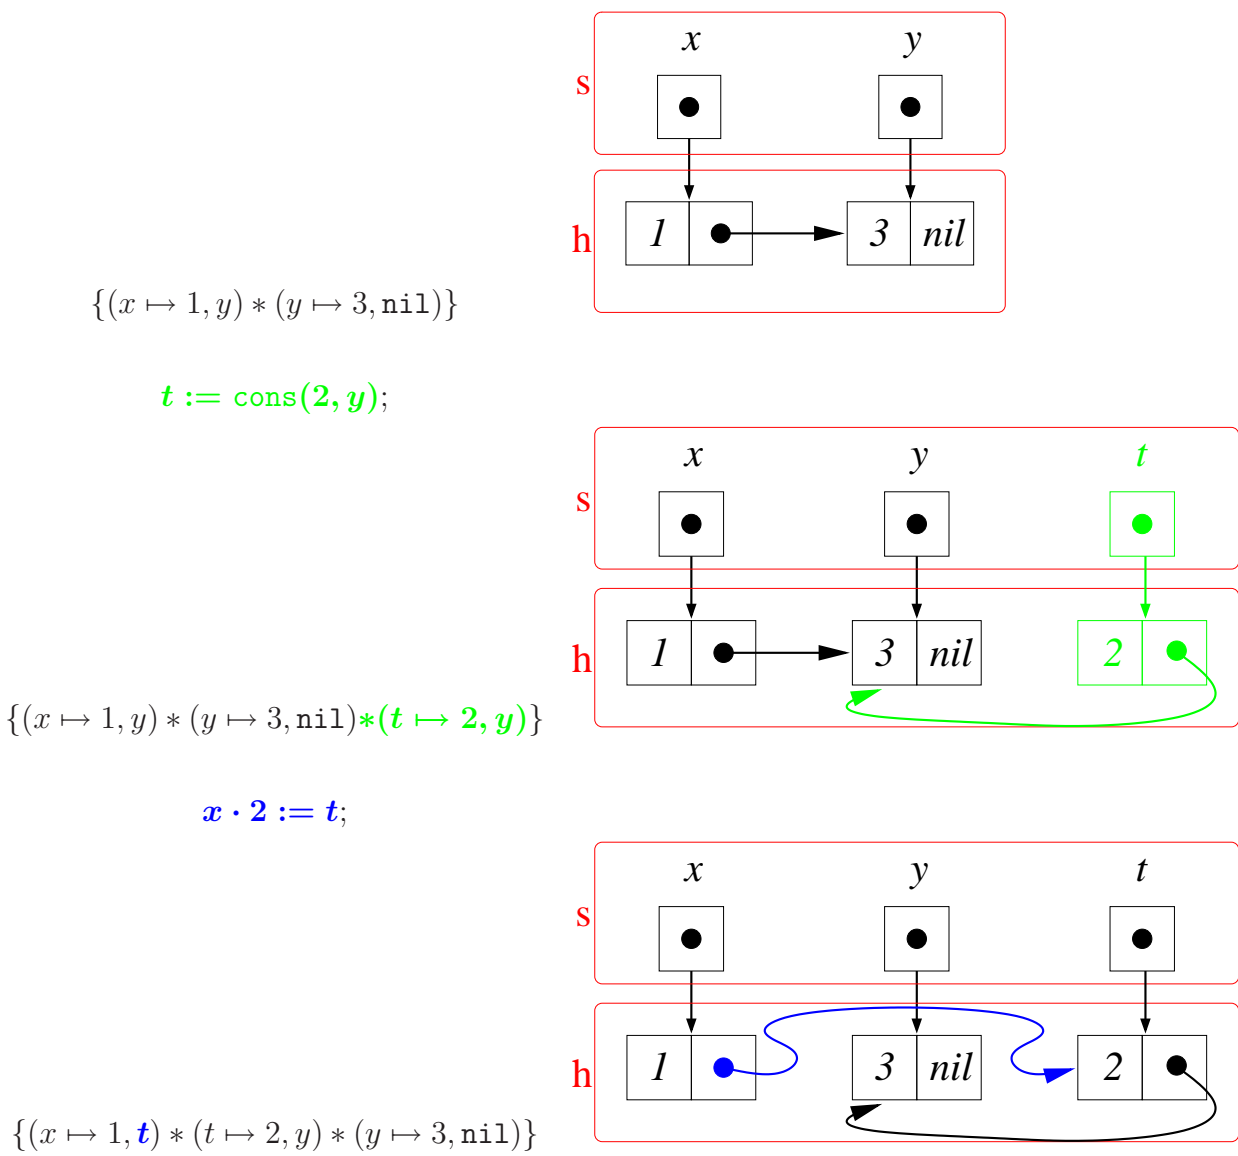 x y
s
1 3 nil
h
{(x ↦ 1, y) ∗ (y ↦ 3, nil)}
t := cons(2, y);
x y t
s
1 3 nil 2
h
{(x ↦ 1, y) ∗ (y ↦ 3, nil)∗(t ↦ 2, y)}
x · 2 := t;
x y t
s
1 3 nil 2
h
{(x ↦ 1, t) ∗ (t ↦ 2, y) ∗ (y ↦ 3, nil)}